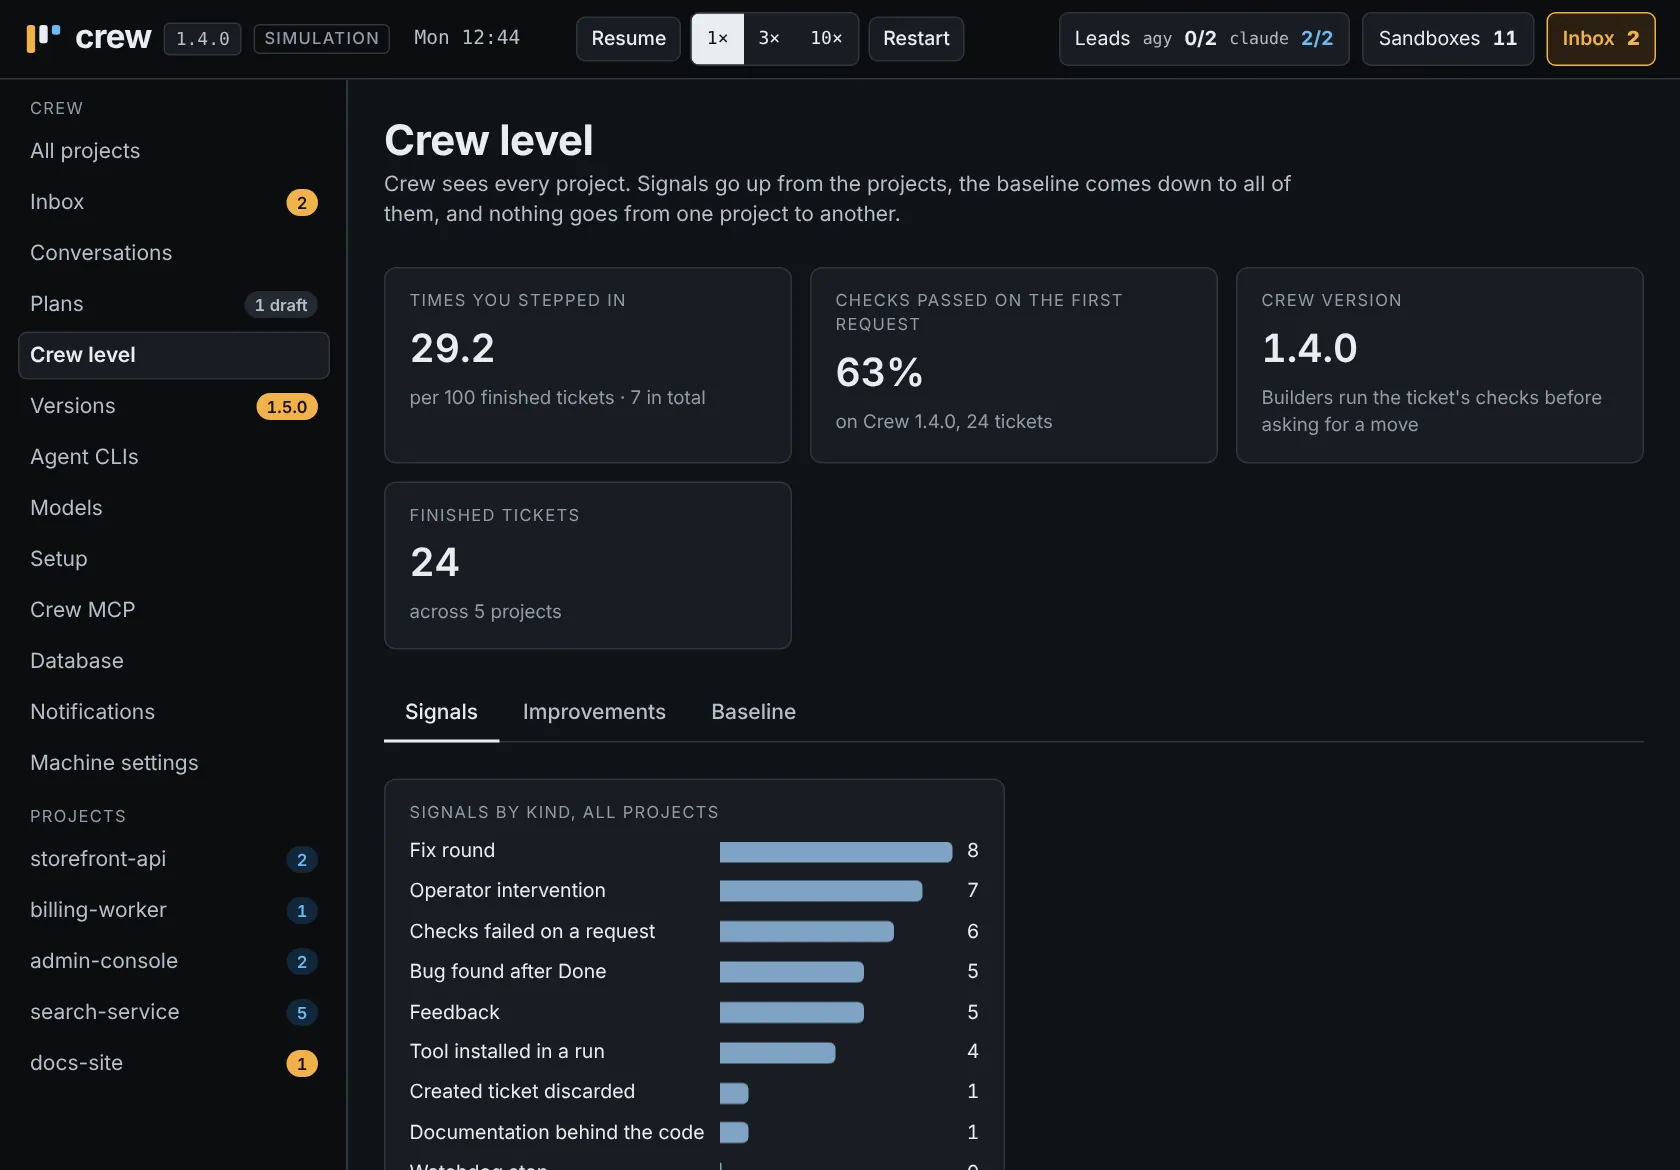 crew 1.4.0 SIMULATION Mon 12:44 Resume 1× 3× 10× Restart Leads agy 0/2 claude 2/2 Sandboxes 11 Inbox 2
CREW
All projects
Inbox 2
Conversations
Plans 1 draft
Crew level
Versions 1.5.0
Agent CLIs
Models
Setup
Crew MCP
Database
Notifications
Machine settings
PROJECTS
storefront-api 2
billing-worker 1
admin-console 2
search-service 5
docs-site 1
Crew level
Crew sees every project. Signals go up from the projects, the baseline comes down to all of
them, and nothing goes from one project to another.
TIMES YOU STEPPED IN
29.2
per 100 finished tickets · 7 in total
CHECKS PASSED ON THE FIRST
REQUEST
63%
on Crew 1.4.0, 24 tickets
CREW VERSION
1.4.0
Builders run the ticket's checks before
asking for a move
FINISHED TICKETS
24
across 5 projects
Signals Improvements Baseline
SIGNALS BY KIND, ALL PROJECTS
Fix round 8
Operator intervention 7
Checks failed on a request 6
Bug found after Done 5
Feedback 5
Tool installed in a run 4
Created ticket discarded 1
Documentation behind the code 1